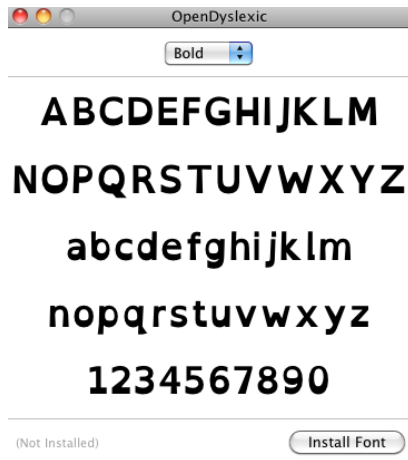 OpenDyslexic
Bold
ABCDEFGHIJKLM
NOPQRSTUVWXYZ
abcdefghijklm
nopqrstuvwxyz
1234567890
(Not Installed)
Install Font